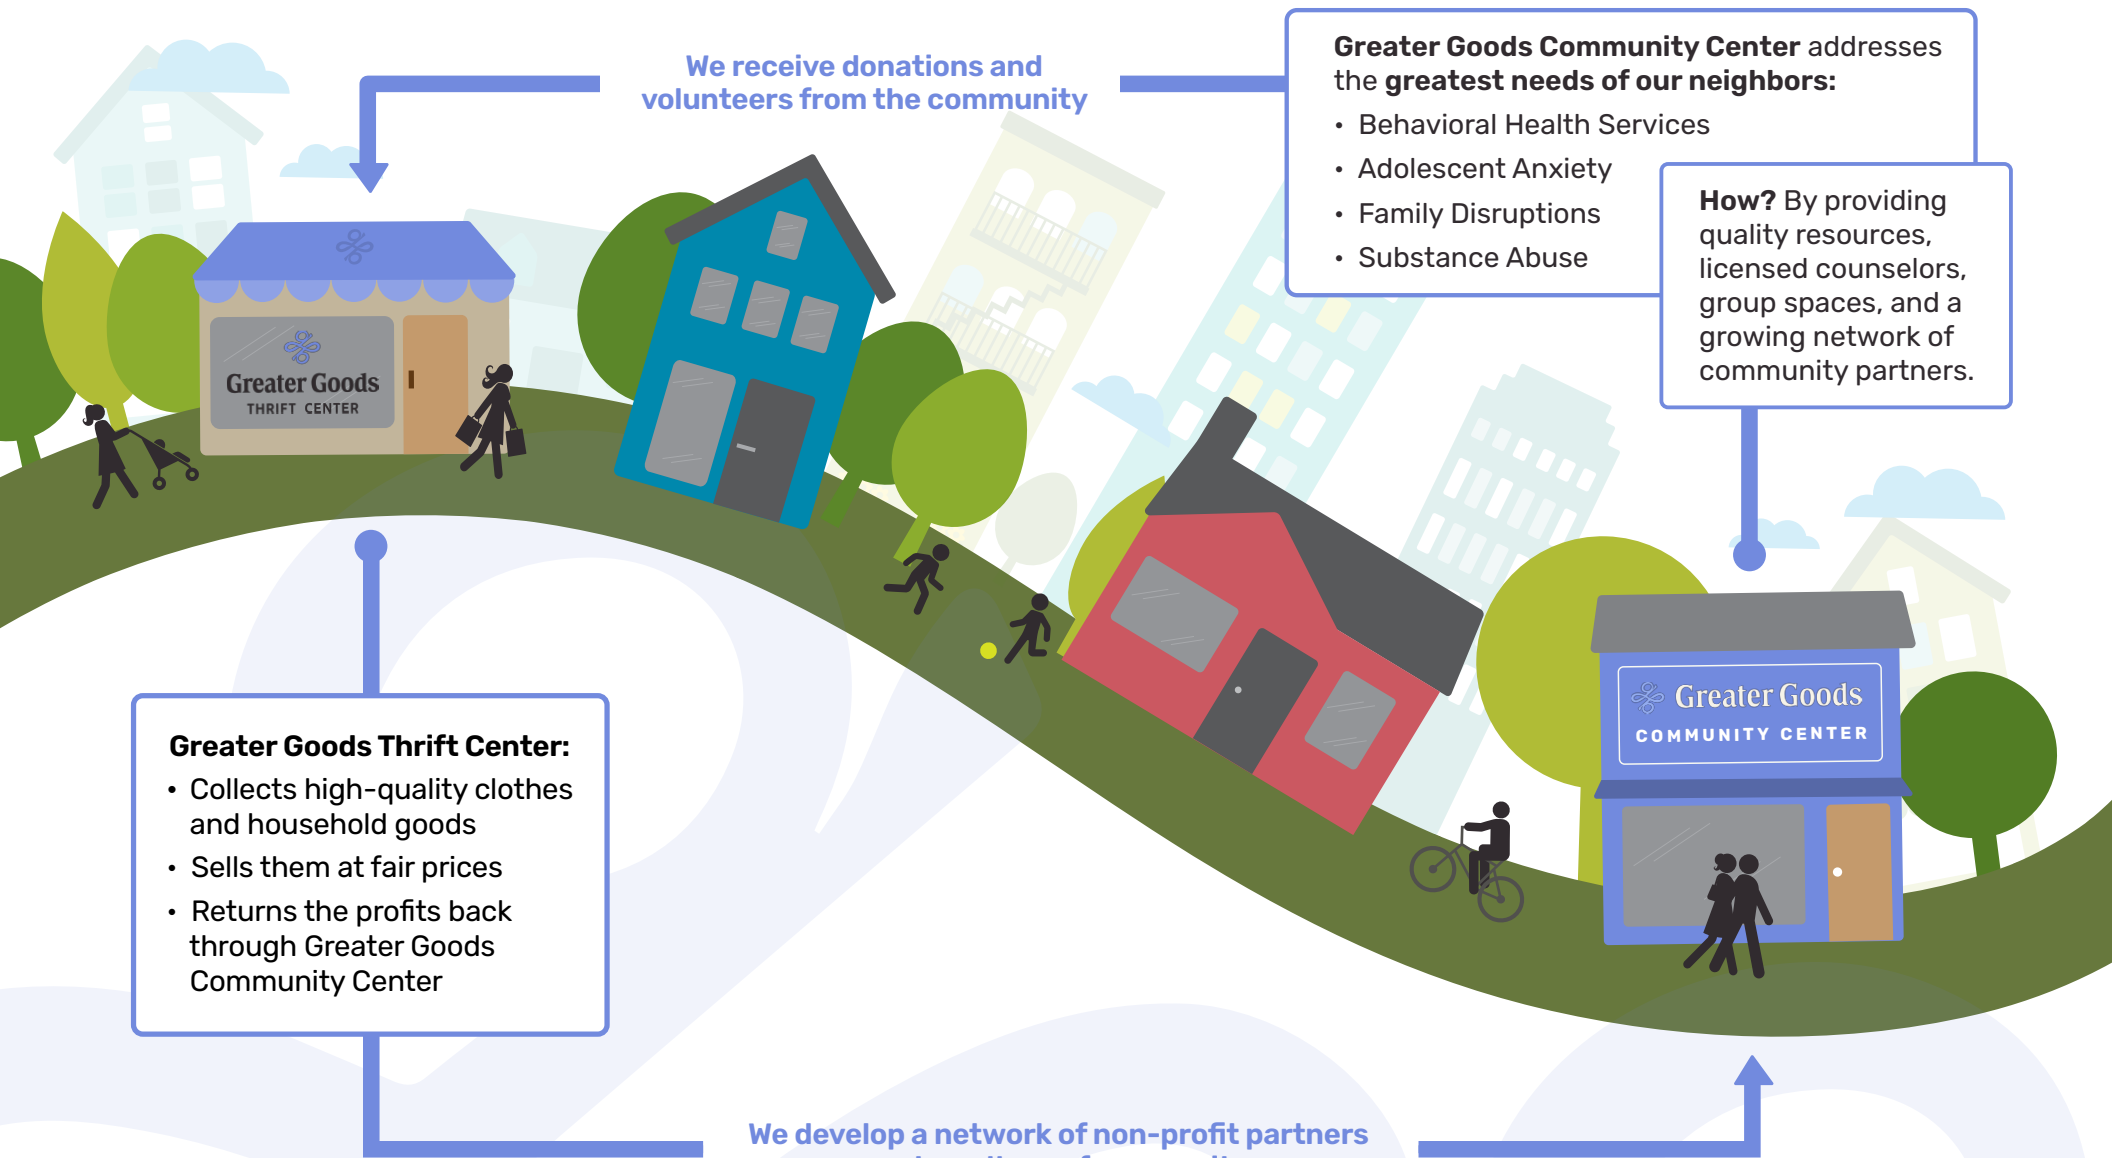 We receive donations and
volunteers from the community
Greater Goods Community Center addresses
the greatest needs of our neighbors:
• Behavioral Health Services
• Adolescent Anxiety
• Family Disruptions
• Substance Abuse
How? By providing
quality resources,
licensed counselors,
group spaces, and a
growing network of
community partners.
Greater Goods
THRIFT CENTER
Greater Goods
COMMUNITY CENTER
Greater Goods Thrift Center:
• Collects high-quality clothes
and household goods
• Sells them at fair prices
• Returns the profits back
through Greater Goods
Community Center
We develop a network of non-profit partners